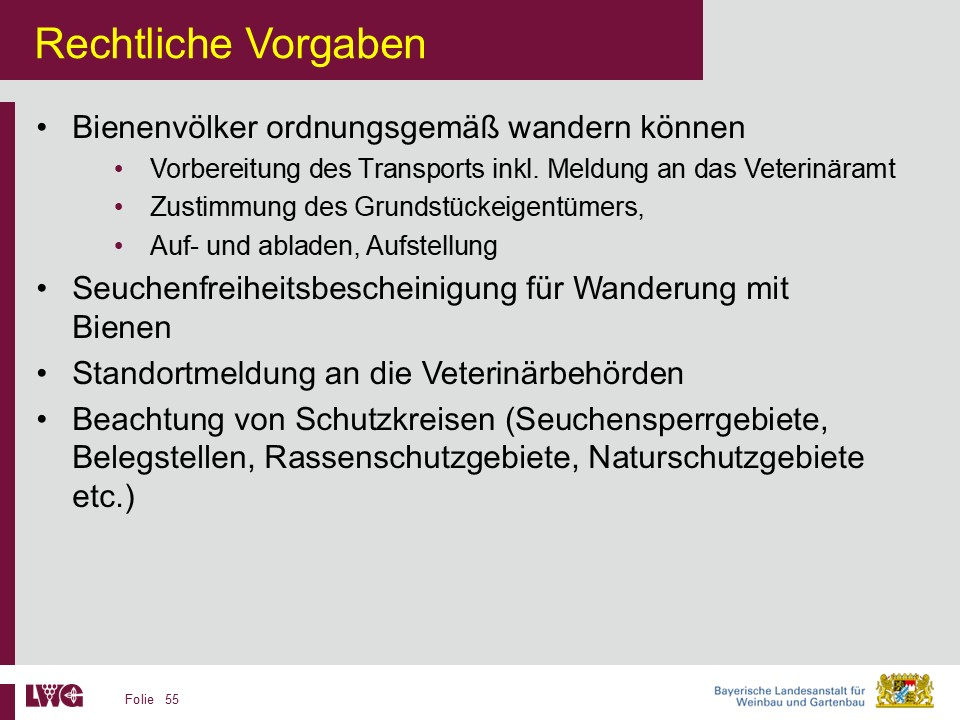 Rechtliche Vorgaben
• Bienenvölker ordnungsgemäß wandern können
• Vorbereitung des Transports inkl. Meldung an das Veterinäramt
• Zustimmung des Grundstückeigentümers,
• Auf- und abladen, Aufstellung
• Seuchenfreiheitsbescheinigung für Wanderung mit
Bienen
• Standortmeldung an die Veterinärbehörden
• Beachtung von Schutzkreisen (Seuchensperrgebiete,
Belegstellen, Rassenschutzgebiete, Naturschutzgebiete
etc.)
LWG
Folie 55
Bayerische Landesanstalt für
Weinbau und Gartenbau